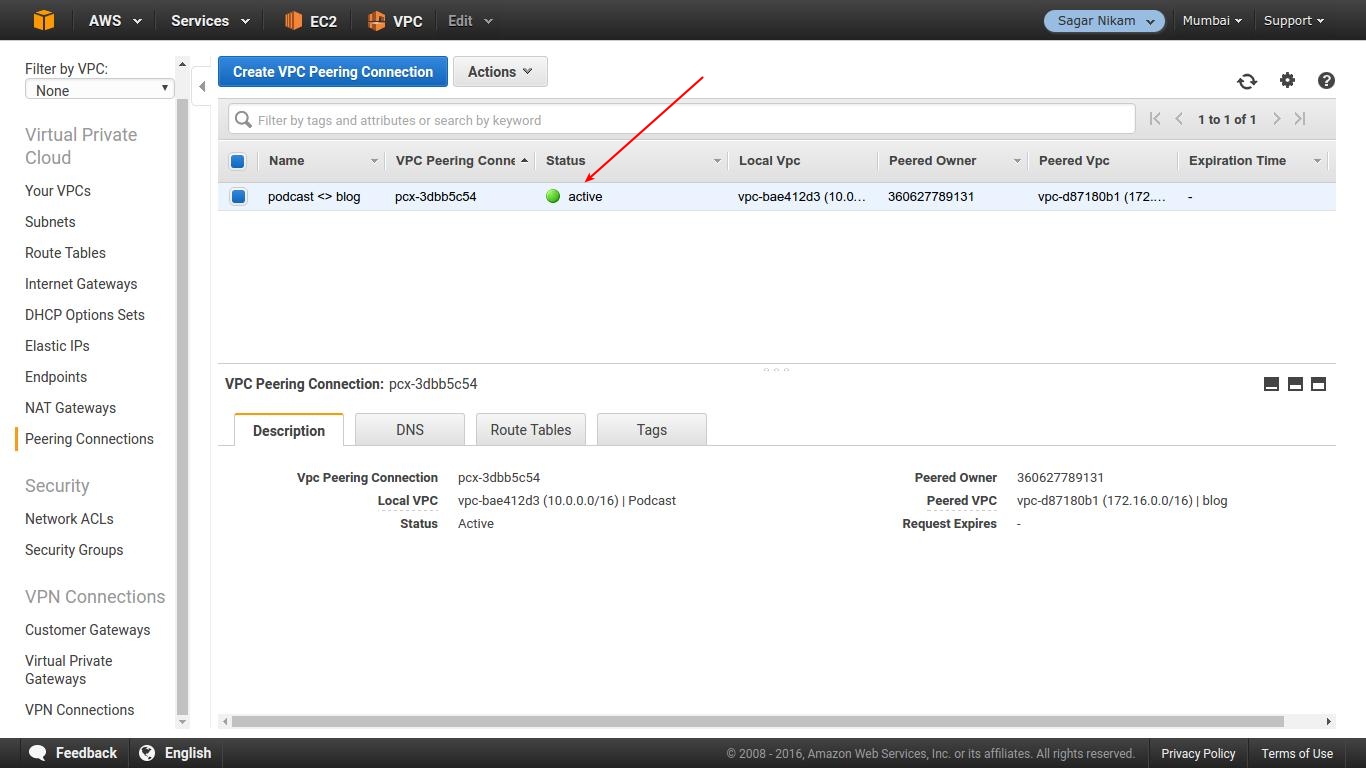 AWS Services EC2 VPC Edit Sagar Nikam Mumbai Support
Filter by VPC:
None
Virtual Private
Cloud
Your VPCs
Subnets
Route Tables
Internet Gateways
DHCP Options Sets
Elastic IPs
Endpoints
NAT Gateways
Peering Connections
Security
Network ACLs
Security Groups
VPN Connections
Customer Gateways
Virtual Private
Gateways
VPN Connections
Create VPC Peering Connection Actions
Filter by tags and attributes or search by keyword 1 to 1 of 1
Name VPC Peering Conne Status Local Vpc Peered Owner Peered Vpc Expiration Time
podcast <> blog pcx-3dbb5c54 active vpc-bae412d3 (10.0... 360627789131 vpc-d87180b1 (172.... -
VPC Peering Connection: pcx-3dbb5c54
Description DNS Route Tables Tags
Vpc Peering Connection pcx-3dbb5c54 Peered Owner 360627789131
Local VPC vpc-bae412d3 (10.0.0.0/16) | Podcast Peered VPC vpc-d87180b1 (172.16.0.0/16) | blog
Status Active Request Expires -
Feedback English © 2008 - 2016, Amazon Web Services, Inc. or its affiliates. All rights reserved. Privacy Policy Terms of Use